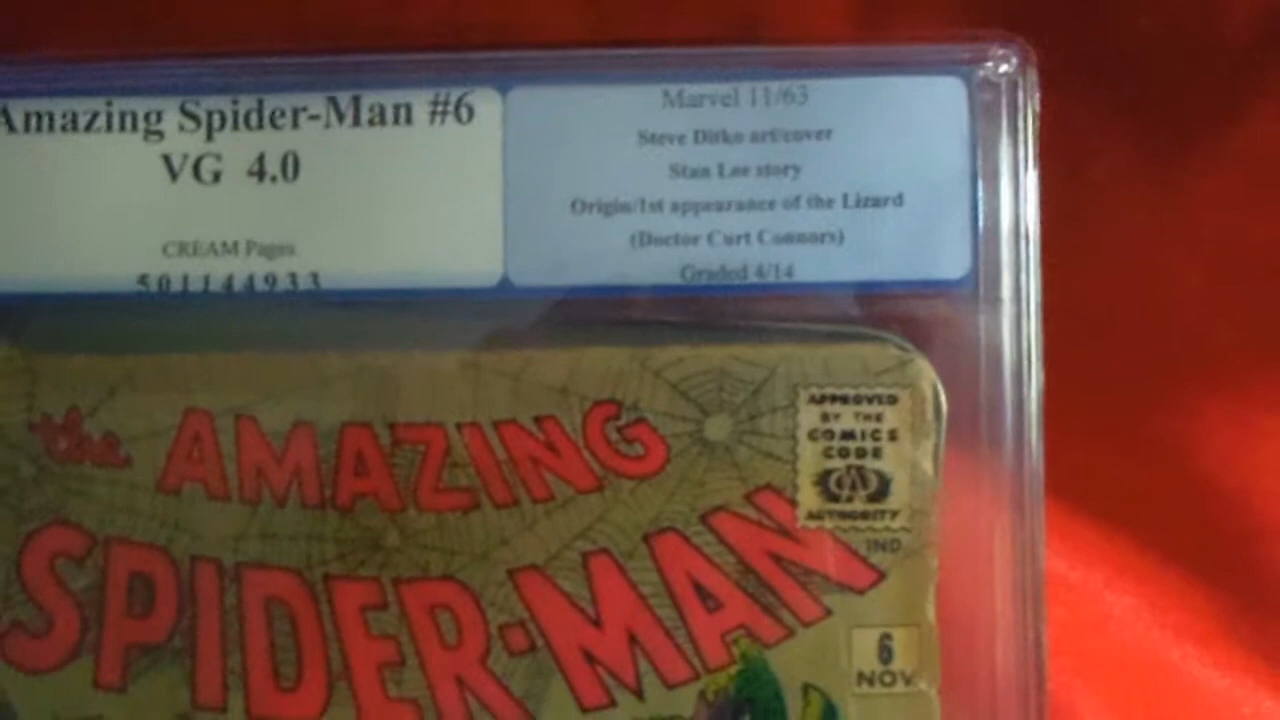 Amazing Spider-Man #6
VG 4.0
CREAM Pages
501144933
Marvel 11/63
Steve Ditko art/cover
Stan Lee story
Origin/1st appearance of the Lizard
(Doctor Curt Connors)
Graded 4/14
the AMAZING
SPIDER-MAN
APPROVED
BY THE
COMICS
CODE
CA
AUTHORITY
IND
6
NOV